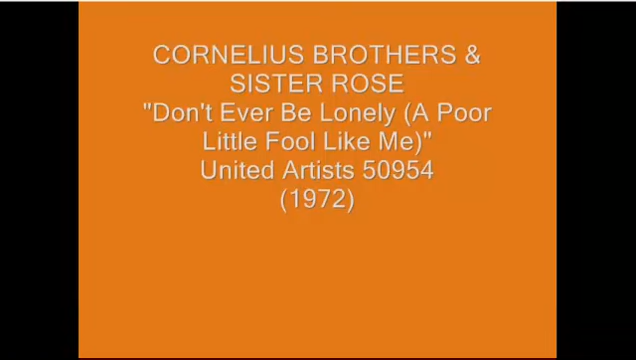 CORNELIUS BROTHERS &
SISTER ROSE
"Don't Ever Be Lonely (A Poor
Little Fool Like Me)"
United Artists 50954
(1972)